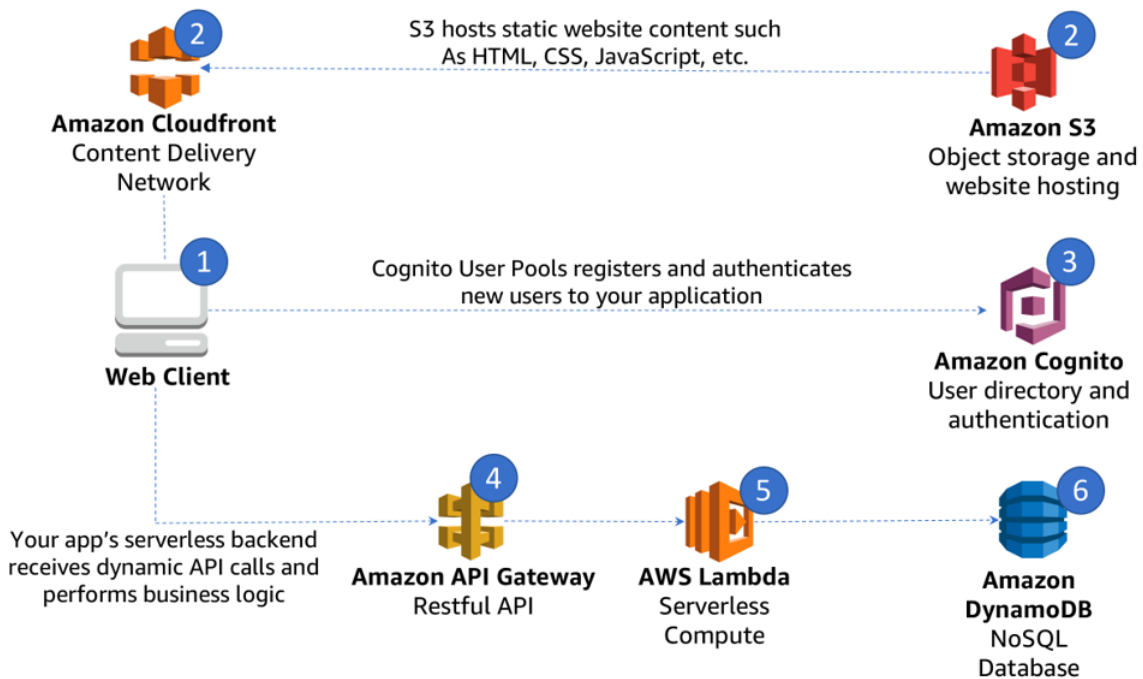 2
S3 hosts static website content such
As HTML, CSS, JavaScript, etc.
2
Amazon Cloudfront
Content Delivery
Network
Amazon S3
Object storage and
website hosting
1
Cognito User Pools registers and authenticates
new users to your application
3
Web Client
Amazon Cognito
User directory and
authentication
4
5
6
Your app’s serverless backend
receives dynamic API calls and
performs business logic
Amazon API Gateway
Restful API
AWS Lambda
Serverless
Compute
Amazon
DynamoDB
NoSQL
Database